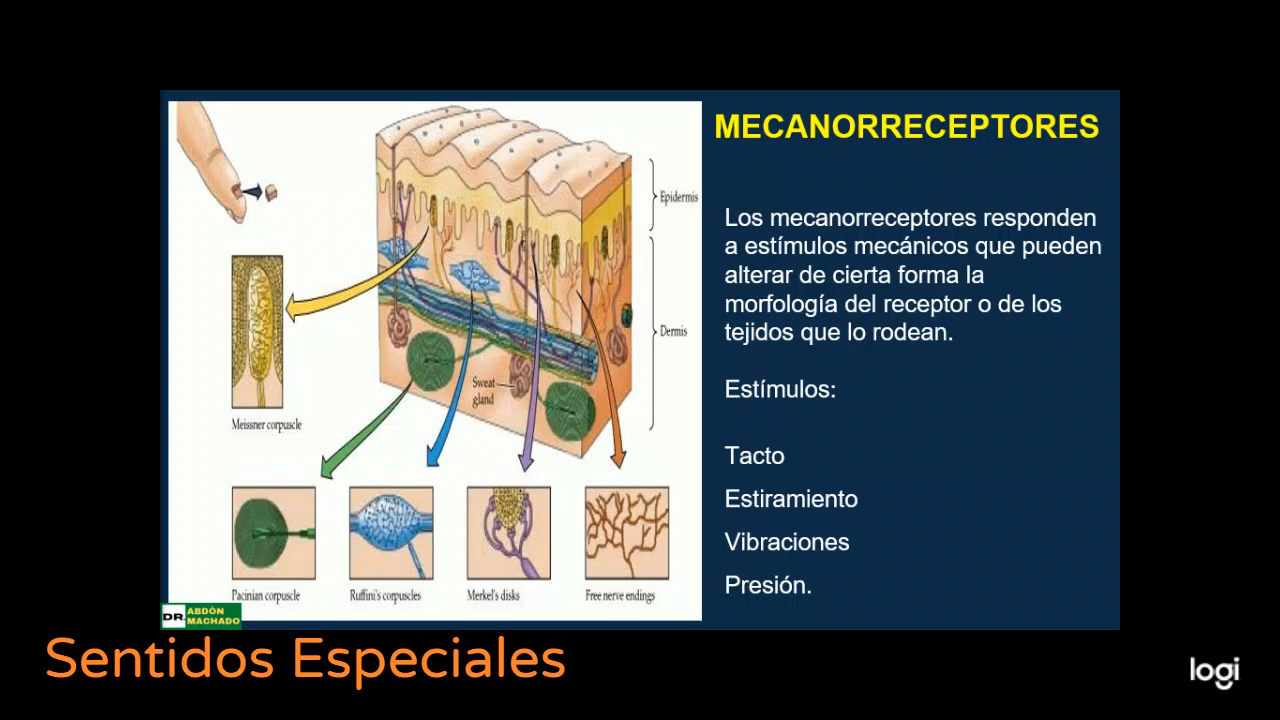 MECANORRECEPTORES
Los mecanorreceptores responden
a estímulos mecánicos que pueden
alterar de cierta forma la
morfología del receptor o de los
tejidos que lo rodean.
Estímulos:
Tacto
Estiramiento
Vibraciones
Presión.
Epidermis
Dermis
Sweat
gland
Meissner corpuscle
Pacinian corpuscle
Ruffini's corpuscles
Merkel's disks
Free nerve endings
DR ABDÒN
MACHADO
Sentidos Especiales
logi